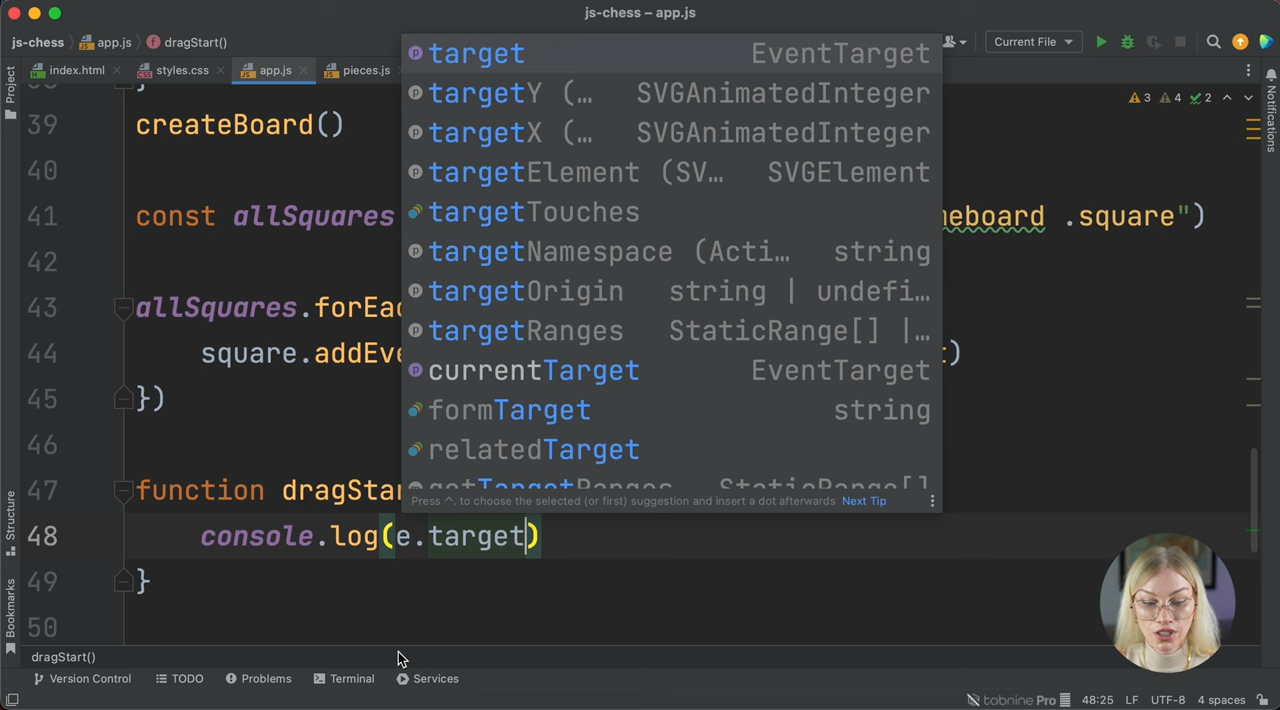 js-chess – app.js
js-chess app.js dragStart() Current File
Project index.html styles.css app.js pieces.js Notifications
3 4 2
39 createBoard()
40
41 const allSquares meboard .square")
42
43 allSquares.forEac
44 square.addEve )
45 })
46
47 function dragStar
48 console.log(e.target)
49 }
50
target EventTarget
targetY (… SVGAnimatedInteger
targetX (… SVGAnimatedInteger
targetElement (SV… SVGElement
targetTouches
targetNamespace (Acti… string
targetOrigin string | undefi…
targetRanges StaticRange[] |…
currentTarget EventTarget
formTarget string
relatedTarget
getTargetRanges StaticRange[]
Press ^. to choose the selected (or first) suggestion and insert a dot afterwards Next Tip
Structure
Bookmarks
dragStart()
Version Control TODO Problems Terminal Services
tabnine Pro 48:25 LF UTF-8 4 spaces